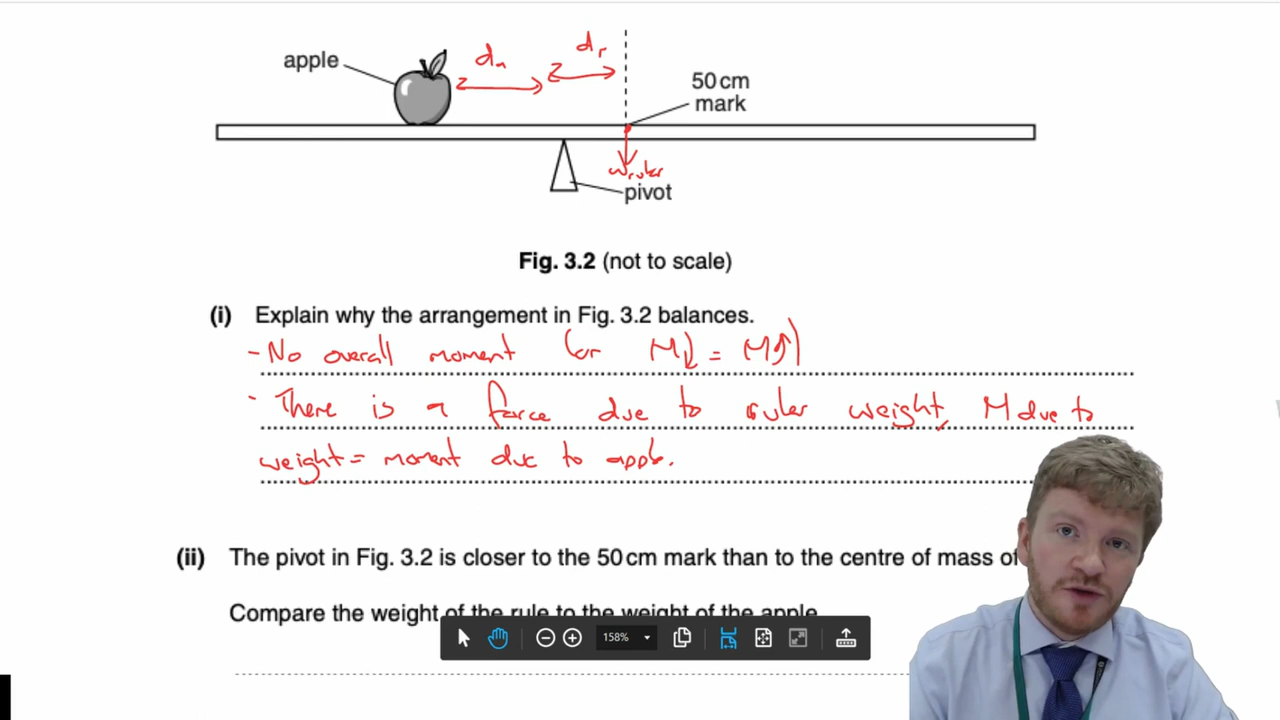 apple
dₐ
dᵣ
50 cm
mark
Wruler
pivot
Fig. 3.2 (not to scale)
(i) Explain why the arrangement in Fig. 3.2 balances.
- No overall moment (or M↓ = M↑)
- There is a force due to ruler weight, M due to
weight = moment due to apple.
(ii) The pivot in Fig. 3.2 is closer to the 50 cm mark than to the centre of mass of
Compare the weight of the rule to the weight of the apple.
158%